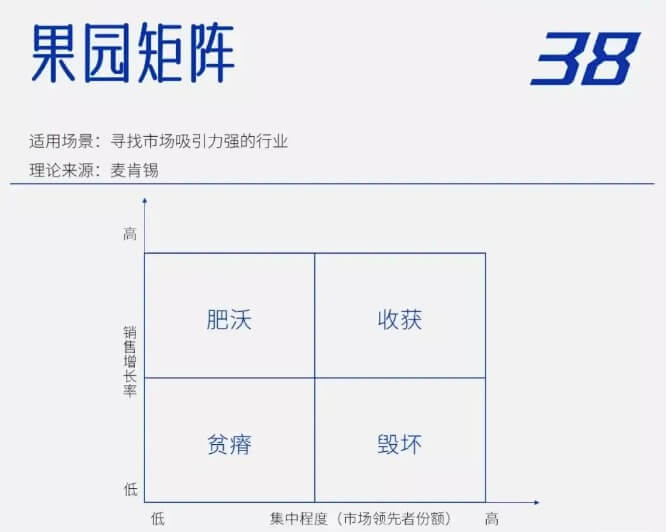 果园矩阵
38
适用场景：寻找市场吸引力强的行业
理论来源：麦肯锡
高
肥沃
收获
销售增长率
贫瘠
毁坏
低
低
集中程度（市场领先者份额）
高